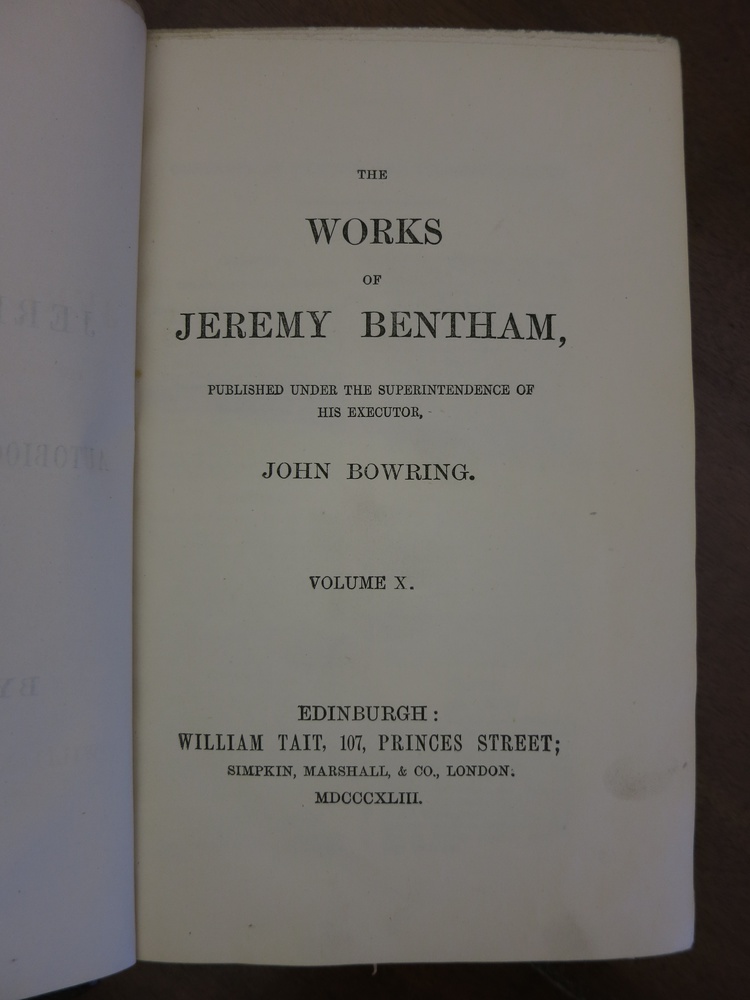 THE
WORKS
OF
JEREMY BENTHAM,
PUBLISHED UNDER THE SUPERINTENDENCE OF
HIS EXECUTOR,
JOHN BOWRING.
VOLUME X.
EDINBURGH:
WILLIAM TAIT, 107, PRINCES STREET;
SIMPKIN, MARSHALL, & CO., LONDON.
MDCCCXLIII.